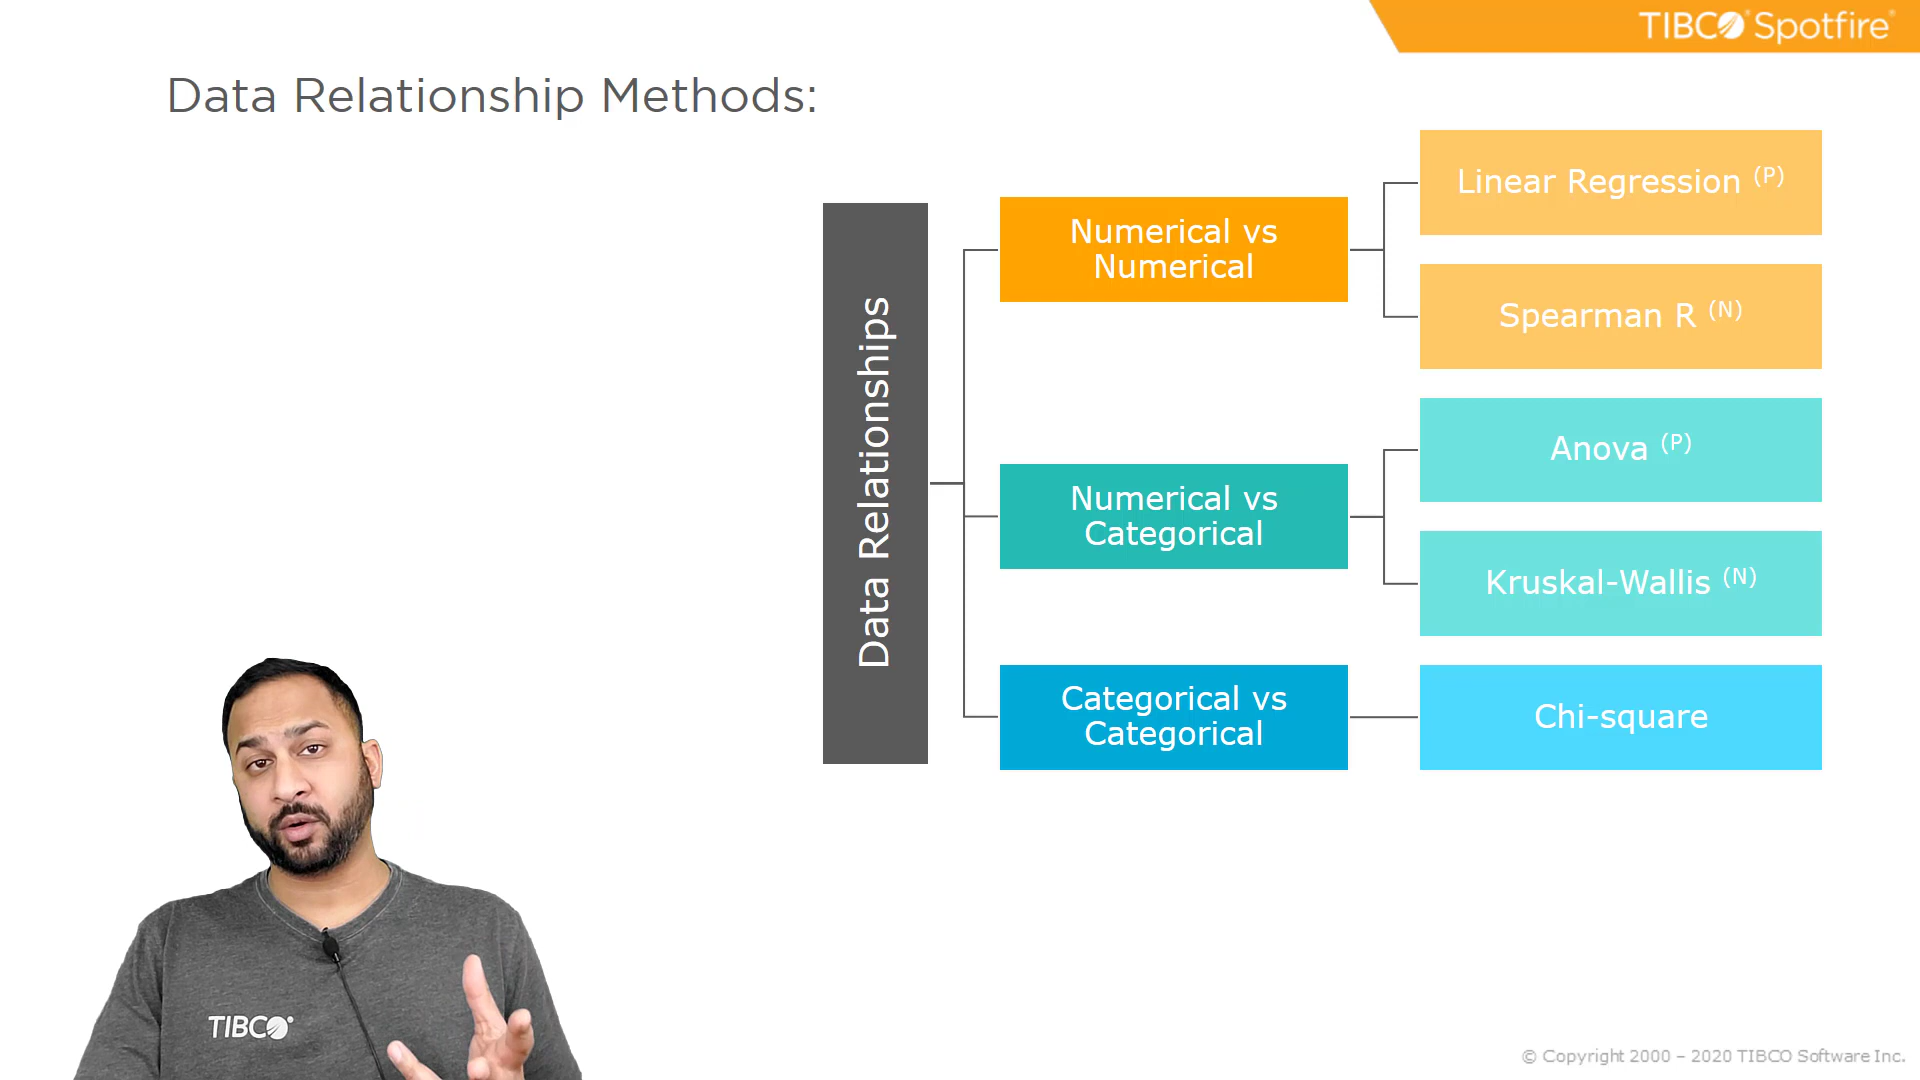 TIBCO® Spotfire®
Data Relationship Methods:
Data Relationships
Numerical vs
Numerical
Linear Regression (P)
Spearman R (N)
Numerical vs
Categorical
Anova (P)
Kruskal-Wallis (N)
Categorical vs
Categorical
Chi-square
TIBCO
© Copyright 2000 – 2020 TIBCO Software Inc.